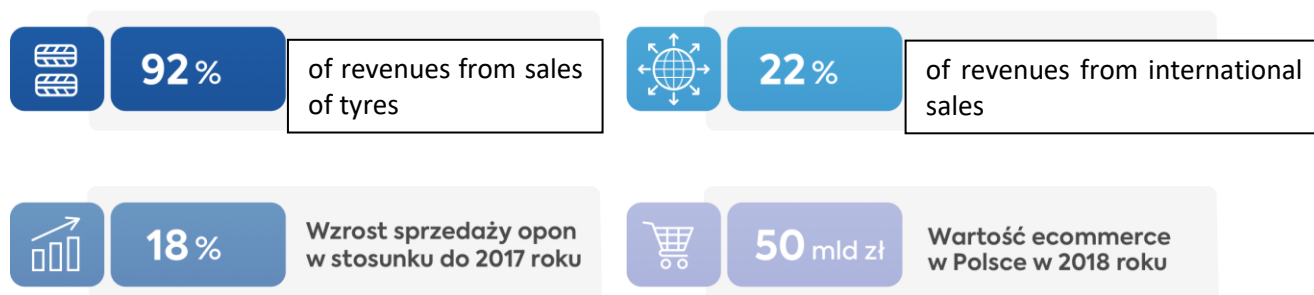 92 %
of revenues from sales
of tyres
22 %
of revenues from international
sales
18 %
Wzrost sprzedaży opon
w stosunku do 2017 roku
50 mld zł
Wartość ecommerce
w Polsce w 2018 roku